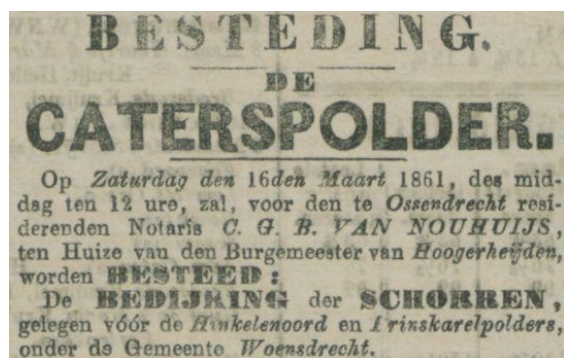 BESTEDING.
DE
CATERSPOLDER.
Op Zaturdag den 16den Maart 1861, des mid-
dag ten 12 ure, zal, voor den te Ossendrecht resi-
derenden Notaris C. G. B. VAN NOUHUIJS,
ten Huize van den Burgemeester van Hoogerheijden,
worden BESTEED:
De BEDIJKING der SCHORREN,
gelegen vóór de Hinkelenoord en Prinskarelpolders,
onder de Gemeente Woensdrecht.